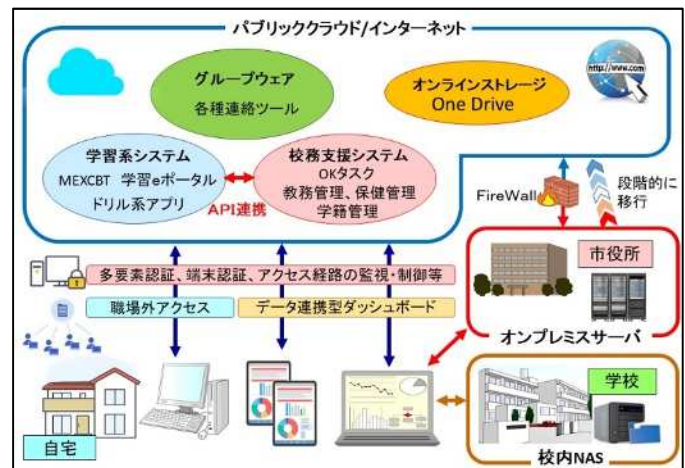 パブリッククラウド/インターネット
グループウェア
各種連絡ツール
オンラインストレージ
One Drive
http://www.com
学習系システム
MEXCBT 学習eポータル
ドリル系アプリ
API連携
校務支援システム
OKタスク
教務管理、保健管理
学籍管理
FireWall
段階的に
移行
多要素認証、端末認証、アクセス経路の監視・制御等
職場外アクセス
データ連携型ダッシュボード
市役所
オンプレミスサーバ
自宅
学校
校内NAS